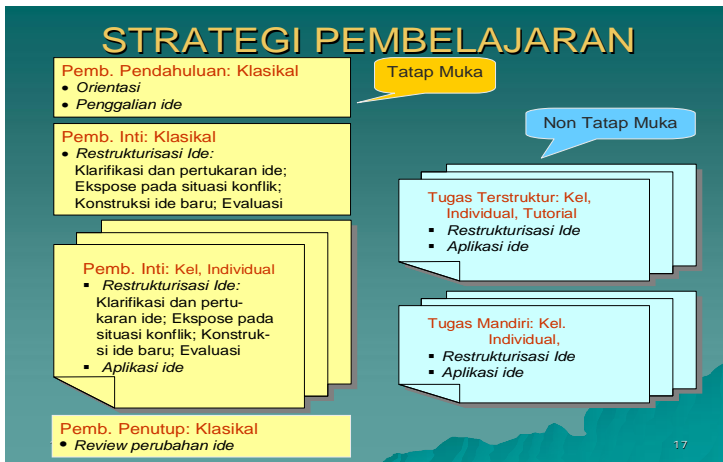 STRATEGI PEMBELAJARAN
Pemb. Pendahuluan: Klasikal
• Orientasi
• Penggalian ide
Tatap Muka
Pemb. Inti: Klasikal
• Restrukturisasi Ide:
Klarifikasi dan pertukaran ide;
Ekspose pada situasi konflik;
Konstruksi ide baru; Evaluasi
Pemb. Inti: Kel, Individual
▪ Restrukturisasi Ide:
Klarifikasi dan pertu-
karan ide; Ekspose pada
situasi konflik; Konstruk-
si ide baru; Evaluasi
▪ Aplikasi ide
Pemb. Perubup: Klasikal
• Review perubahan ide
Non Tatap Muka
Tugas Terstruktur: Kel,
Individual, Tutorial
▪ Restrukturisasi Ide
▪ Aplikasi ide
Tugas Mandiri: Kel.
Individual,
▪ Restrukturisasi Ide
▪ Aplikasi ide
17